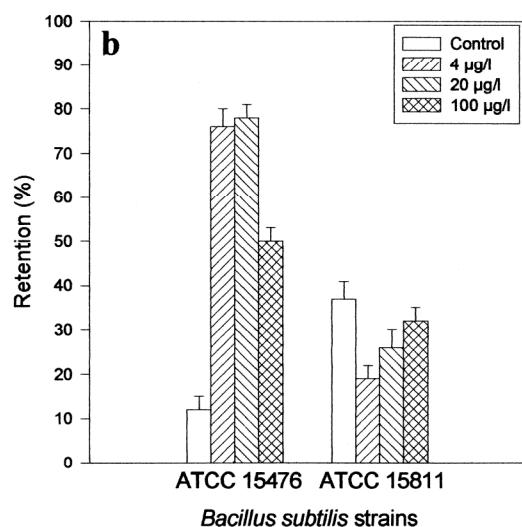 b
Control
4 µg/l
20 µg/l
100 µg/l
100
90
80
70
60
50
40
30
20
10
0
Retention (%)
ATCC 15476 ATCC 15811
Bacillus subtilis strains